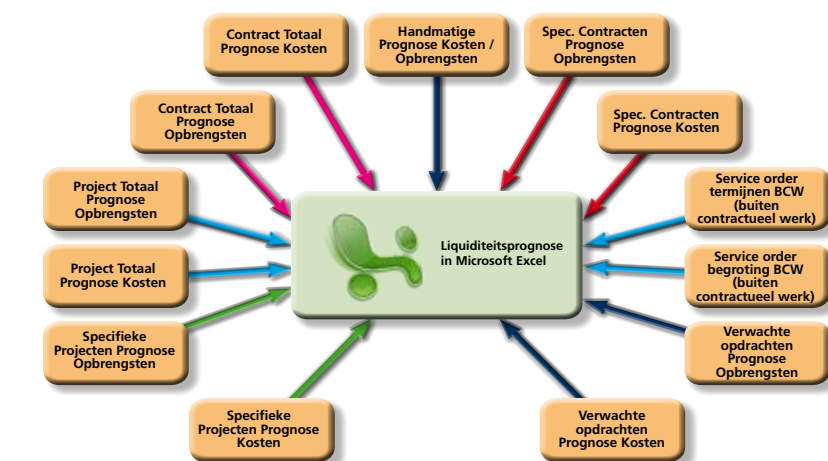 Contract Totaal
Prognose Kosten
Handmatige
Prognose Kosten /
Opbrengsten
Spec. Contracten
Prognose
Opbrengsten
Contract Totaal
Prognose
Opbrengsten
Spec. Contracten
Prognose Kosten
Project Totaal
Prognose
Opbrengsten
Service order
termijnen BCW
(buiten
contractueel werk)
Liquiditeitsprognose
in Microsoft Excel
Project Totaal
Prognose Kosten
Service order
begroting BCW
(buiten
contractueel werk)
Specifieke
Projecten Prognose
Opbrengsten
Verwachte
opdrachten
Prognose
Opbrengsten
Specifieke
Projecten Prognose
Kosten
Verwachte
opdrachten
Prognose Kosten